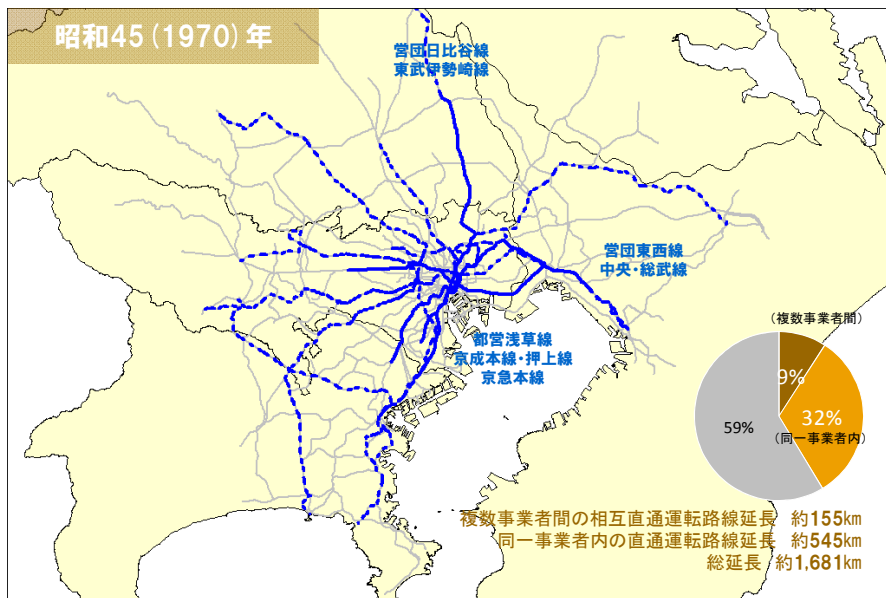 昭和45(1970)年
営団日比谷線
東武伊勢崎線
営団東西線
中央・総武線
都営浅草線
京成本線・押上線
京急本線
（複数事業者間）
9%
32%
（同一事業者内）
59%
複数事業者間の相互直通運転路線延長 約155km
同一事業者内の直通運転路線延長 約545km
総延長 約1,681km